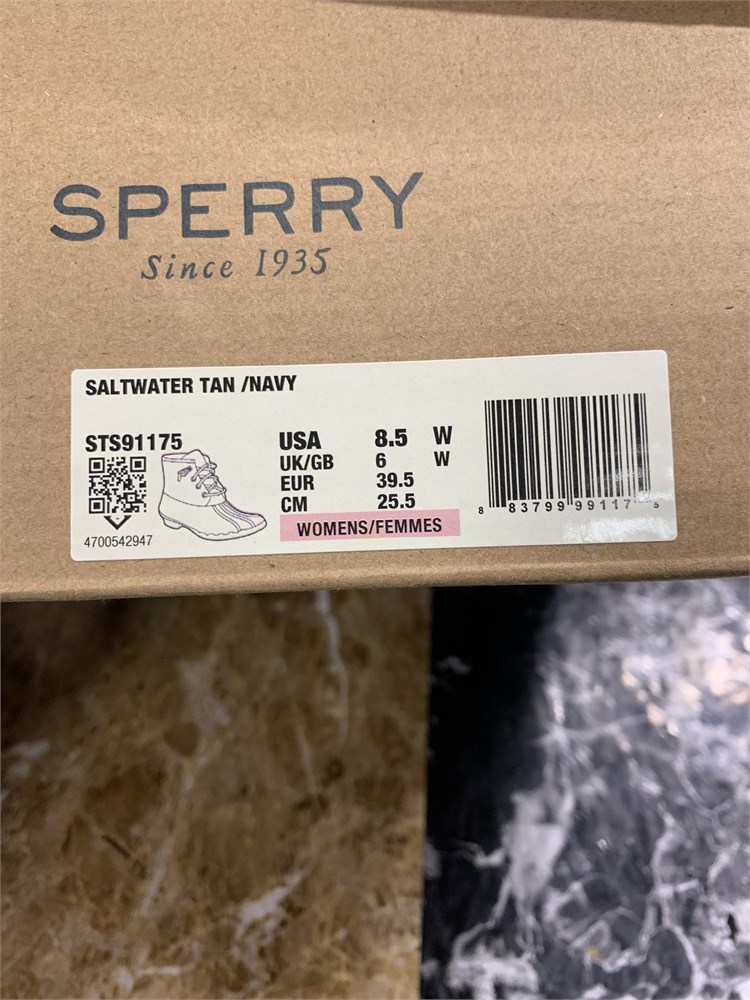 SPERRY
Since 1935
SALTWATER TAN /NAVY
STS91175
4700542947
USA 8.5 W
UK/GB 6 W
EUR 39.5
CM 25.5
WOMENS/FEMMES
8 83799 99117 5